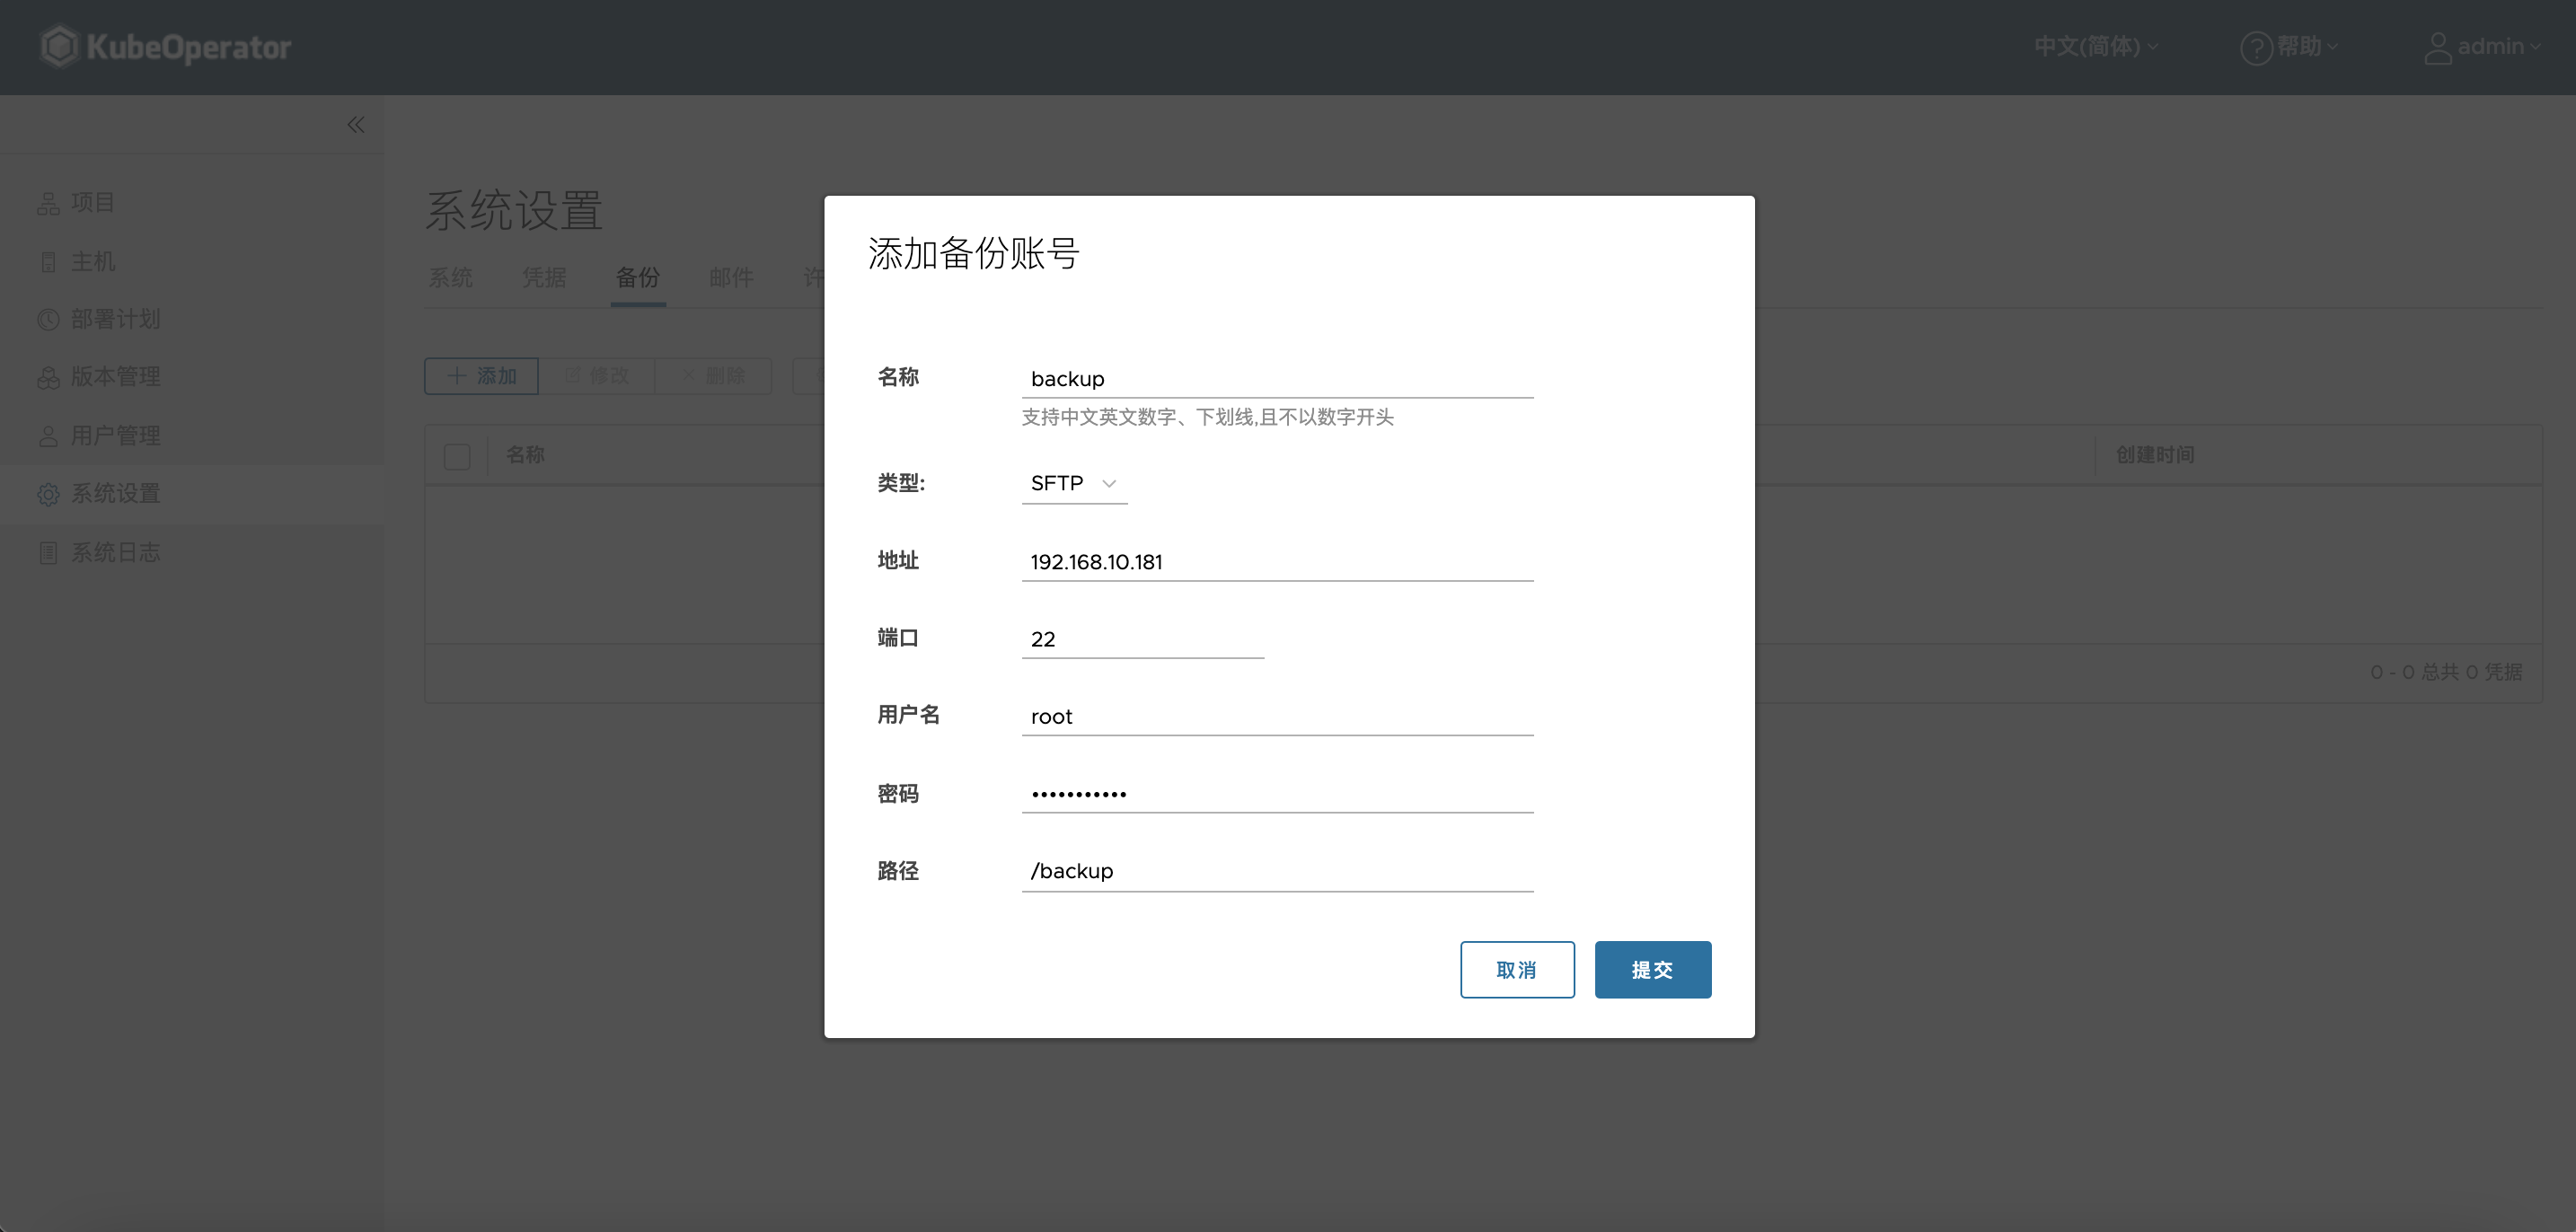 KubeOperator
中文(简体)
帮助
admin
项目
主机
部署计划
版本管理
用户管理
系统设置
系统日志
系统设置
系统
凭据
备份
邮件
许
添加
修改
删除
名称
创建时间
0 - 0 总共 0 凭据
添加备份账号
名称
backup
支持中文英文数字、下划线,且不以数字开头
类型:
SFTP
地址
192.168.10.181
端口
22
用户名
root
密码
•••••••••••
路径
/backup
取消
提交